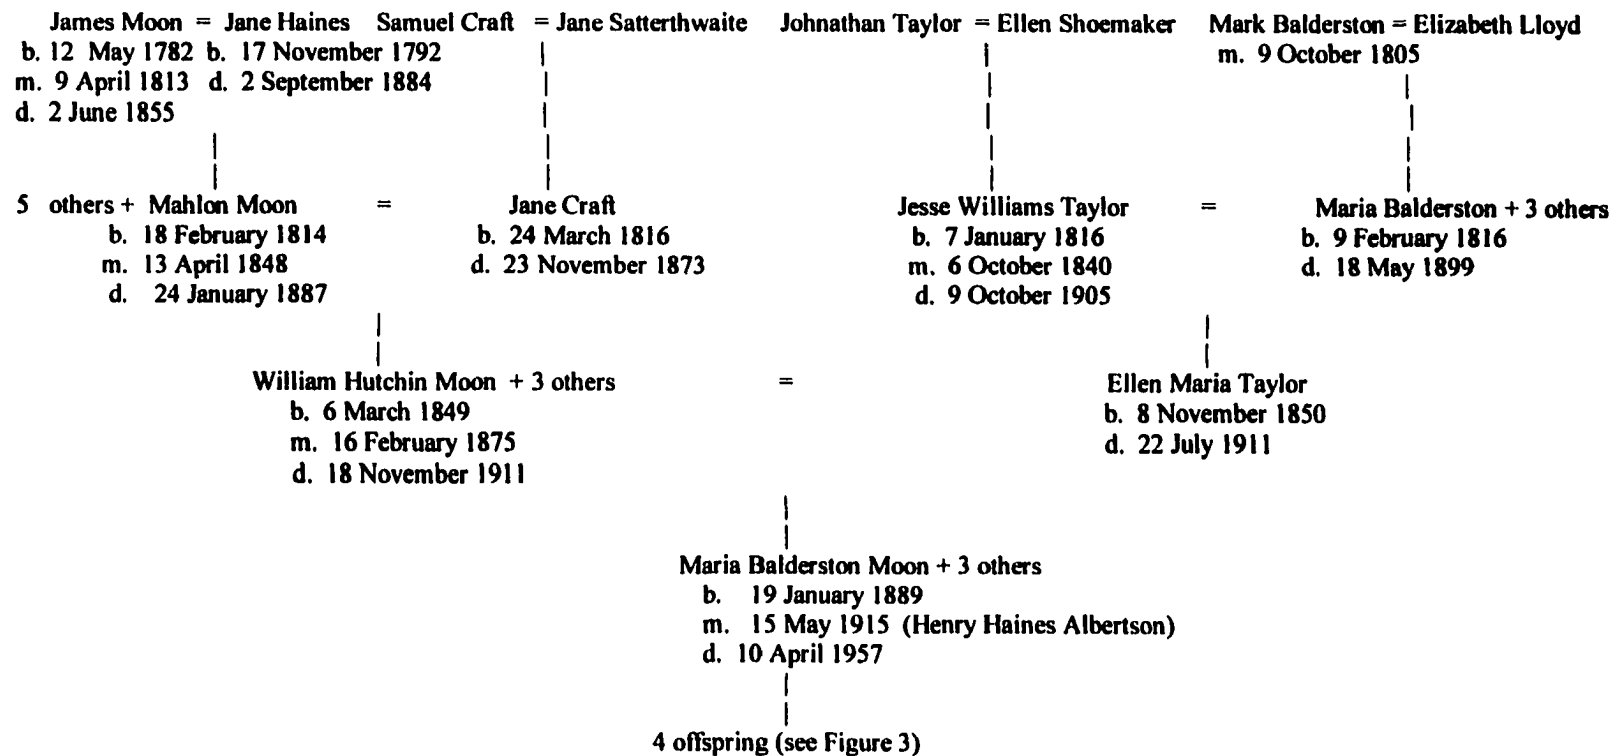 James Moon = Jane Haines Samuel Craft = Jane Satterthwaite Johnathan Taylor = Ellen Shoemaker Mark Balderston = Elizabeth Lloyd
b. 12 May 1782 b. 17 November 1792 m. 9 October 1805
m. 9 April 1813 d. 2 September 1884
d. 2 June 1855
5 others + Mahlon Moon = Jane Craft Jesse Williams Taylor = Maria Balderston + 3 others
b. 18 February 1814 b. 24 March 1816 b. 7 January 1816 b. 9 February 1816
m. 13 April 1848 d. 23 November 1873 m. 6 October 1840 d. 18 May 1899
d. 24 January 1887 d. 9 October 1905
William Hutchin Moon + 3 others = Ellen Maria Taylor
b. 6 March 1849 b. 8 November 1850
m. 16 February 1875 d. 22 July 1911
d. 18 November 1911
Maria Balderston Moon + 3 others
b. 19 January 1889
m. 15 May 1915 (Henry Haines Albertson)
d. 10 April 1957
4 offspring (see Figure 3)